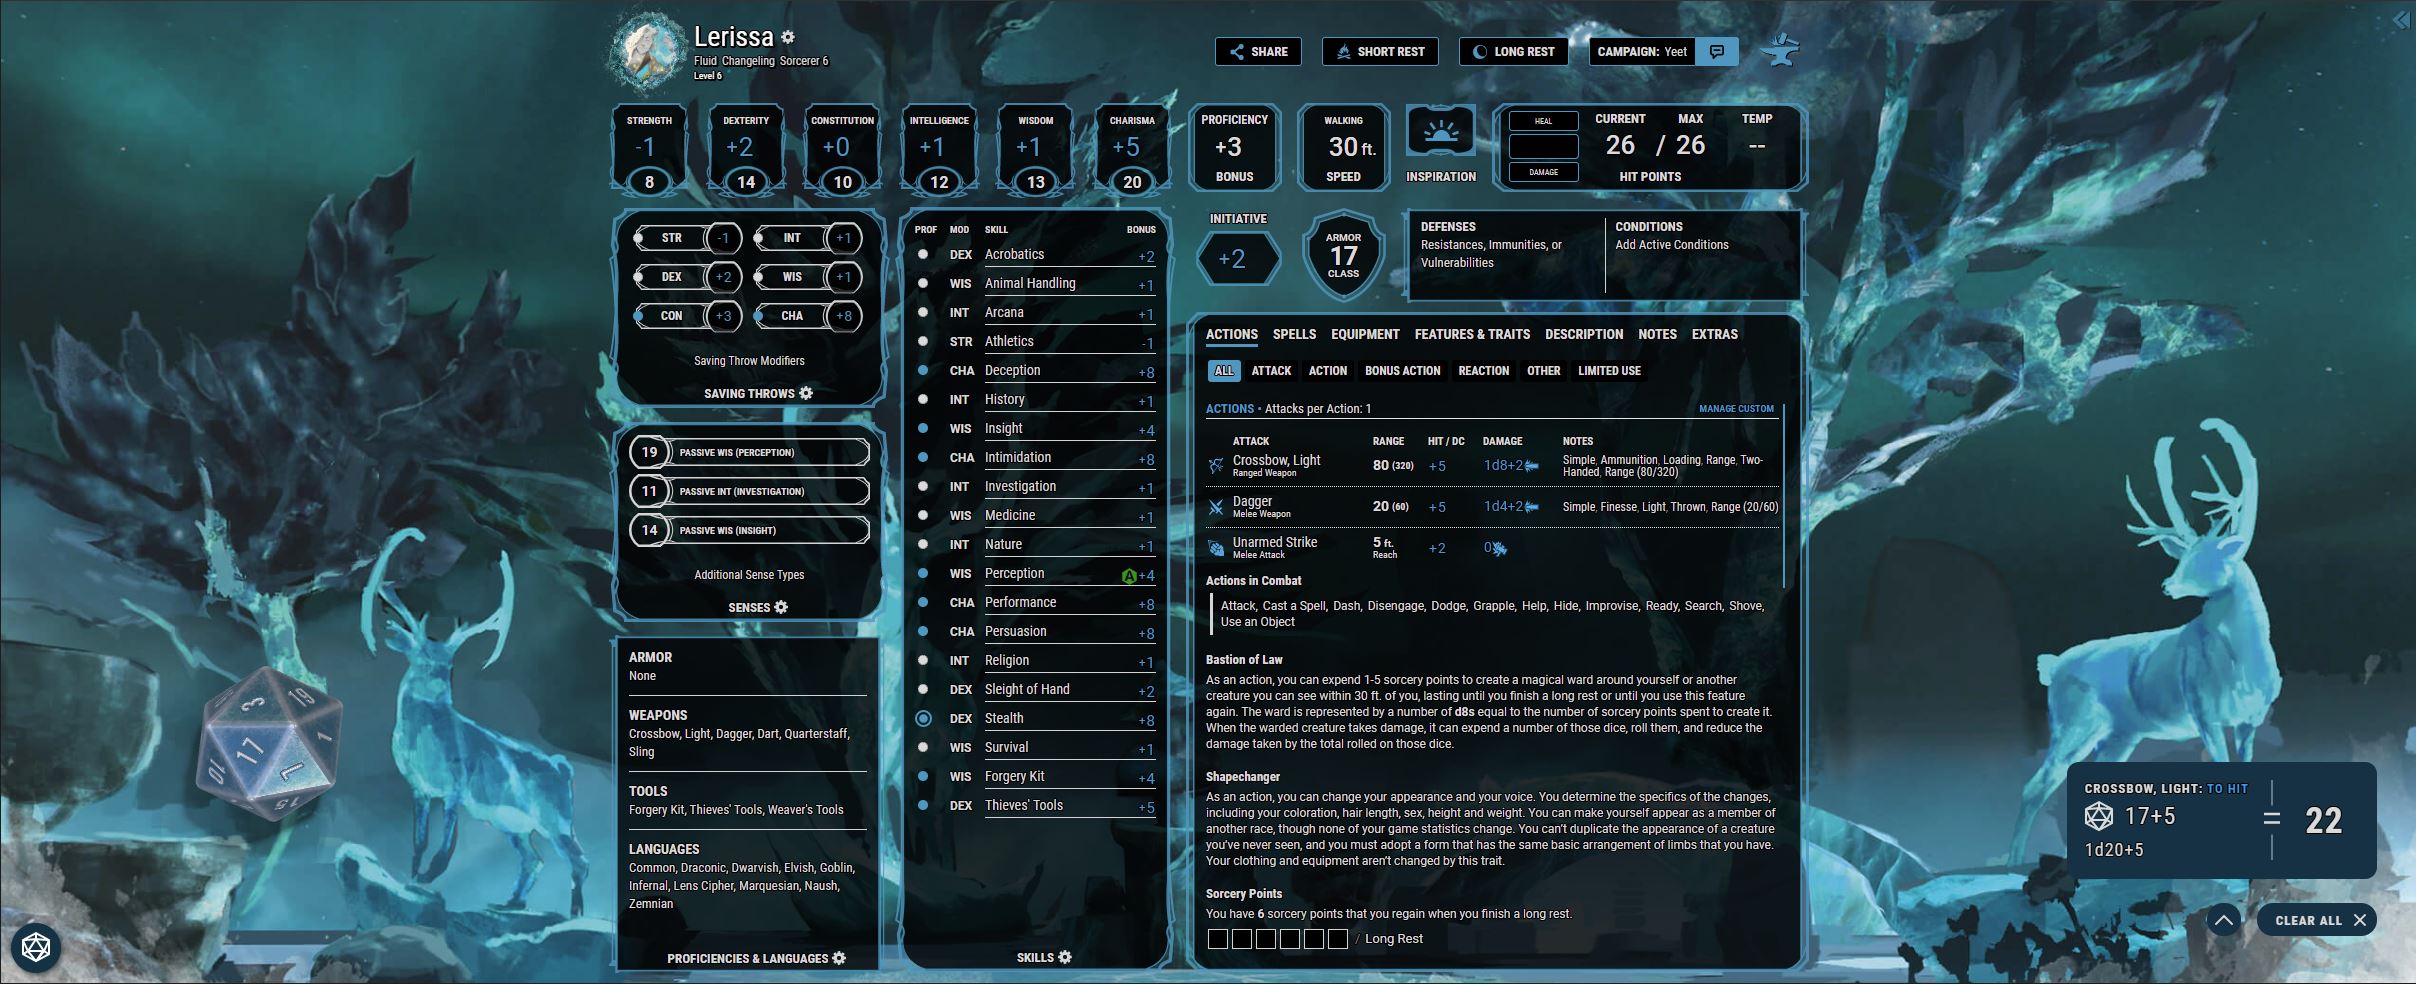 Lerissa
Fluid Changeling Sorcerer 6
Level 6
SHARE
SHORT REST
LONG REST
CAMPAIGN: Yeet
STRENGTH
-1
8
DEXTERITY
+2
14
CONSTITUTION
+0
10
INTELLIGENCE
+1
12
WISDOM
+1
13
CHARISMA
+5
20
PROFICIENCY
+3
BONUS
WALKING
30 ft.
SPEED
INSPIRATION
HEAL
DAMAGE
CURRENT MAX TEMP
26 / 26 --
HIT POINTS
STR -1
INT +1
DEX +2
WIS +1
CON +3
CHA +8
Saving Throw Modifiers
SAVING THROWS
19 PASSIVE WIS (PERCEPTION)
11 PASSIVE INT (INVESTIGATION)
14 PASSIVE WIS (INSIGHT)
Additional Sense Types
SENSES
ARMOR
None
WEAPONS
Crossbow, Light, Dagger, Dart, Quarterstaff,
Sling
TOOLS
Forgery Kit, Thieves' Tools, Weaver's Tools
LANGUAGES
Common, Draconic, Dwarvish, Elvish, Goblin,
Infernal, Lens Cipher, Marquesian, Naush,
Zemnian
PROFICIENCIES & LANGUAGES
PROF MOD SKILL BONUS
DEX Acrobatics +2
WIS Animal Handling +1
INT Arcana +1
STR Athletics -1
CHA Deception +8
INT History +1
WIS Insight +4
CHA Intimidation +8
INT Investigation +1
WIS Medicine +1
INT Nature +1
WIS Perception A +4
CHA Performance +8
CHA Persuasion +8
INT Religion +1
DEX Sleight of Hand +2
DEX Stealth +8
WIS Survival +1
WIS Forgery Kit +4
DEX Thieves' Tools +5
SKILLS
INITIATIVE
+2
ARMOR
17
CLASS
DEFENSES
Resistances, Immunities, or
Vulnerabilities
CONDITIONS
Add Active Conditions
ACTIONS SPELLS EQUIPMENT FEATURES & TRAITS DESCRIPTION NOTES EXTRAS
ALL ATTACK ACTION BONUS ACTION REACTION OTHER LIMITED USE
ACTIONS • Attacks per Action: 1
MANAGE CUSTOM
ATTACK RANGE HIT / DC DAMAGE NOTES
Crossbow, Light 80 (320) +5 1d8+2 Simple, Ammunition, Loading, Range, Two-
Ranged Weapon Handed, Range (80/320)
Dagger 20 (60) +5 1d4+2 Simple, Finesse, Light, Thrown, Range (20/60)
Melee Weapon
Unarmed Strike 5 ft. +2 0
Melee Attack Reach
Actions in Combat
Attack, Cast a Spell, Dash, Disengage, Dodge, Grapple, Help, Hide, Improvise, Ready, Search, Shove,
Use an Object
Bastion of Law
As an action, you can expend 1-5 sorcery points to create a magical ward around yourself or another
creature you can see within 30 ft. of you, lasting until you finish a long rest or until you use this feature
again. The ward is represented by a number of d8s equal to the number of sorcery points spent to create it.
When the warded creature takes damage, it can expend a number of those dice, roll them, and reduce the
damage taken by the total rolled on those dice.
Shapechanger
As an action, you can change your appearance and your voice. You determine the specifics of the changes,
including your coloration, hair length, sex, height and weight. You can make yourself appear as a member of
another race, though none of your game statistics change. You can't duplicate the appearance of a creature
you've never seen, and you must adopt a form that has the same basic arrangement of limbs that you have.
Your clothing and equipment aren't changed by this trait.
Sorcery Points
You have 6 sorcery points that you regain when you finish a long rest.
/ Long Rest
3
19
17
1
10
7
15
CROSSBOW, LIGHT: TO HIT
17+5 = 22
1d20+5
CLEAR ALL